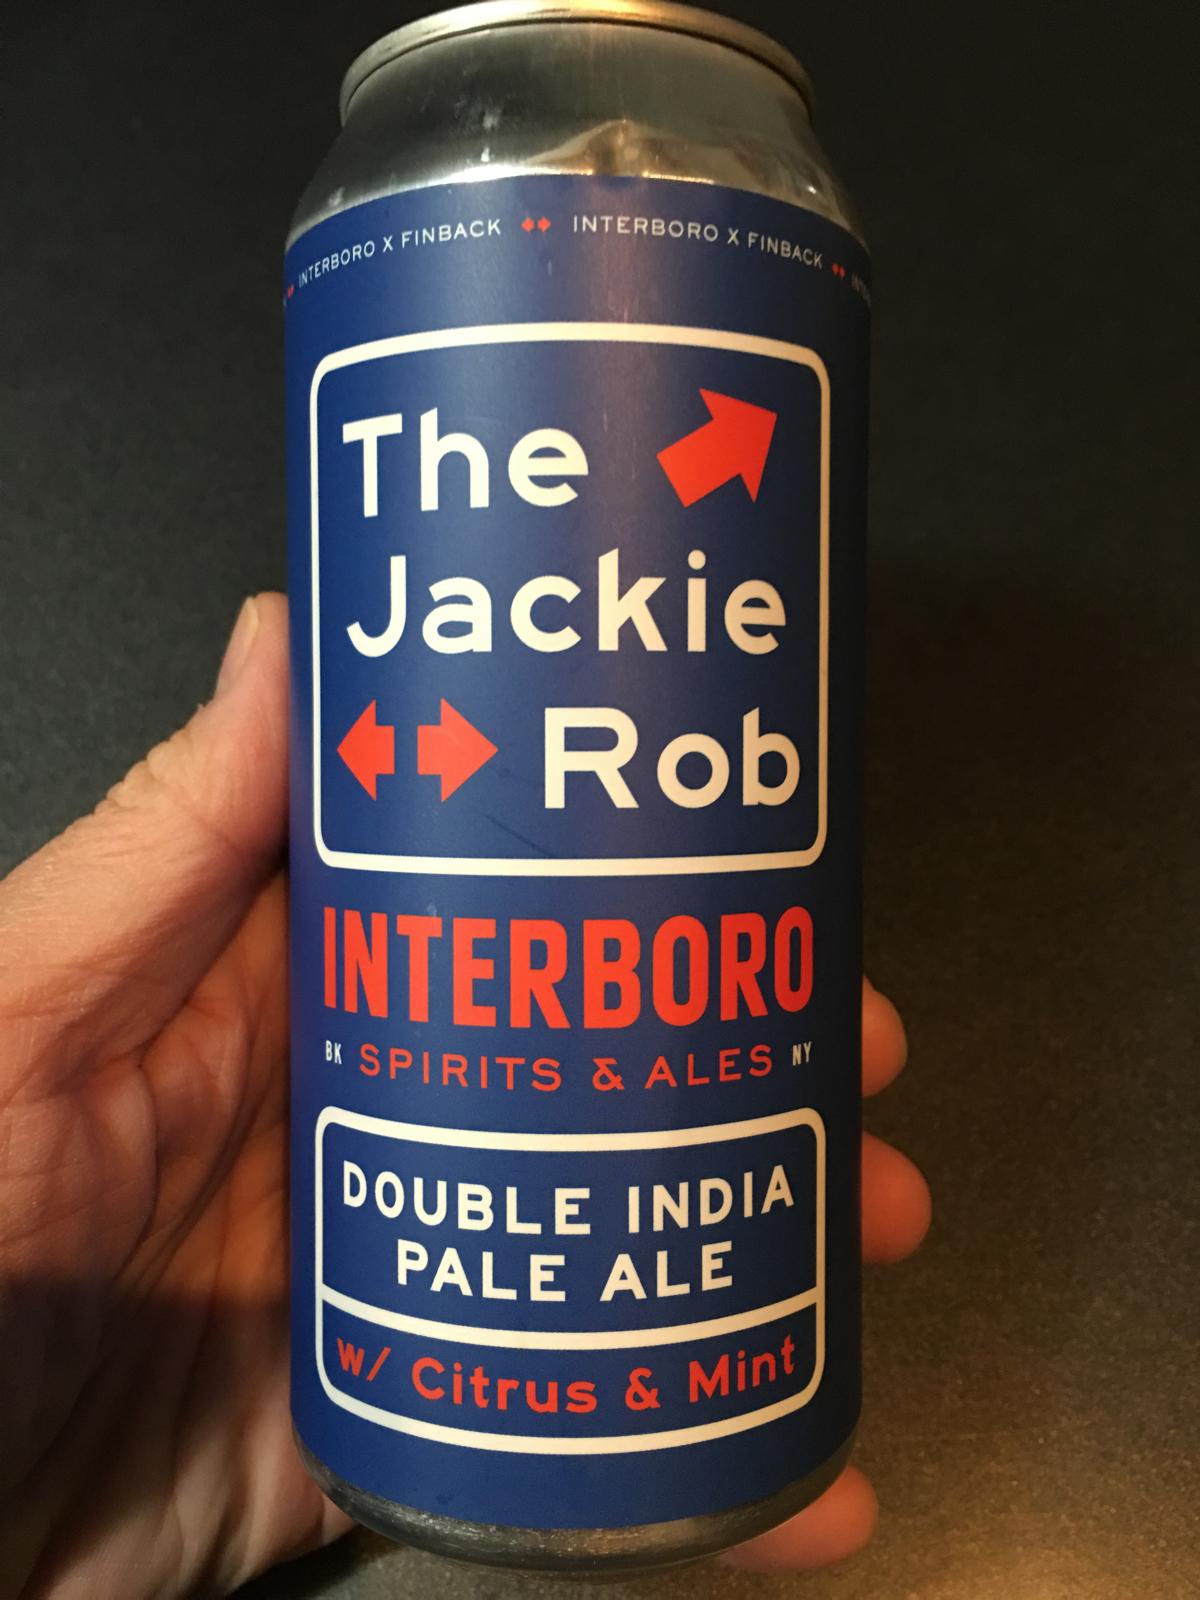 INTERBORO X FINBACK INTERBORO X FINBACK
The
Jackie
Rob
INTERBORO
BK SPIRITS & ALES NY
DOUBLE INDIA
PALE ALE
w/ Citrus & Mint